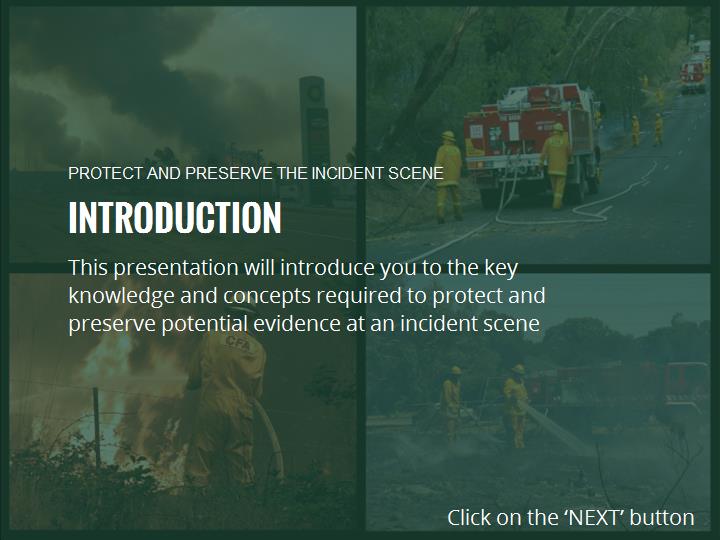 PROTECT AND PRESERVE THE INCIDENT SCENE
INTRODUCTION
This presentation will introduce you to the key
knowledge and concepts required to protect and
preserve potential evidence at an incident scene
CFA
Click on the ‘NEXT’ button